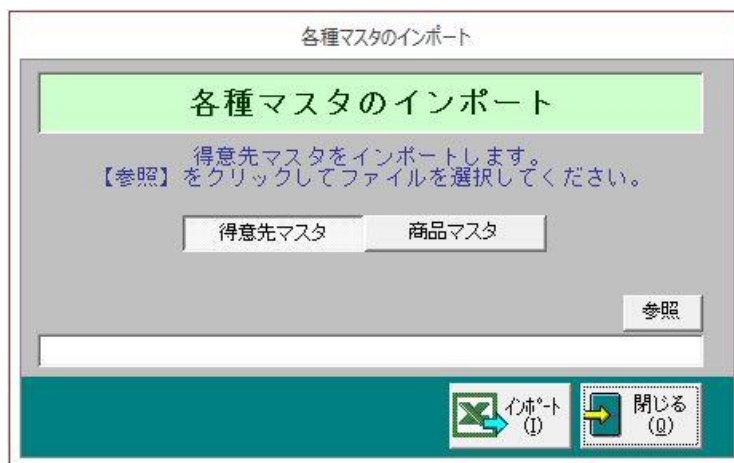 各種マスタのインポート
各種マスタのインポート
得意先マスタをインポートします。
【参照】をクリックしてファイルを選択してください。
得意先マスタ 商品マスタ
参照
ｲﾝﾎﾟｰﾄ
(I)
閉じる
(Q)